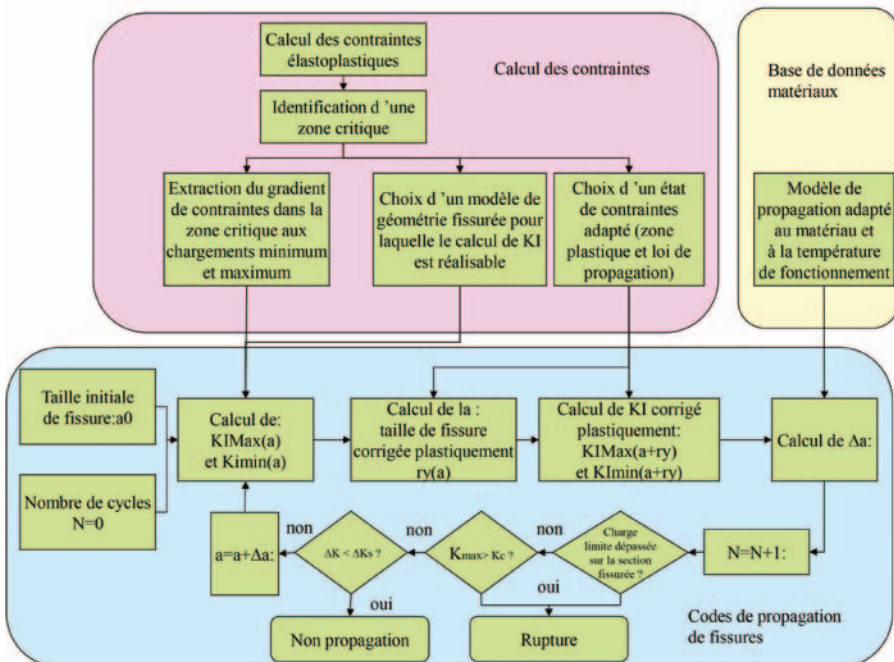 Calcul des contraintes
élastoplastiques
Calcul des contraintes
Identification d ’une
zone critique
Extraction du gradient
de contraintes dans la
zone critique aux
chargements minimum
et maximum
Choix d ’un modèle de
géométrie fissurée pour
laquelle le calcul de KI
est réalisable
Choix d ’un état
de contraintes
adapté (zone
plastique et loi de
propagation)
Base de données
matériaux
Modèle de
propagation adapté
au matériau et
à la température
de fonctionnement
Taille initiale
de fissure:a0
Nombre de cycles
N=0
Calcul de:
KIMax(a)
et Kimin(a)
Calcul de la :
taille de fissure
corrigée plastiquement
ry(a)
Calcul de KI corrigé
plastiquement:
KIMax(a+ry)
et KImin(a+ry)
Calcul de Δa:
N=N+1:
Charge
limite dépassée
sur la section
fissurée ?
non
oui
Kmax> Kc ?
non
oui
Rupture
ΔK < ΔKs ?
non
oui
Non propagation
a=a+Δa:
Codes de propagation
de fissures